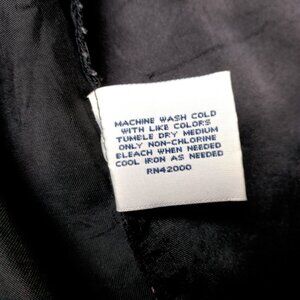 MACHINE WASH COLD
WITH LIKE COLORS
TUMBLE DRY MEDIUM
ONLY NON-CHLORINE
BLEACH WHEN NEEDED
COOL IRON AS NEEDED
RN42000